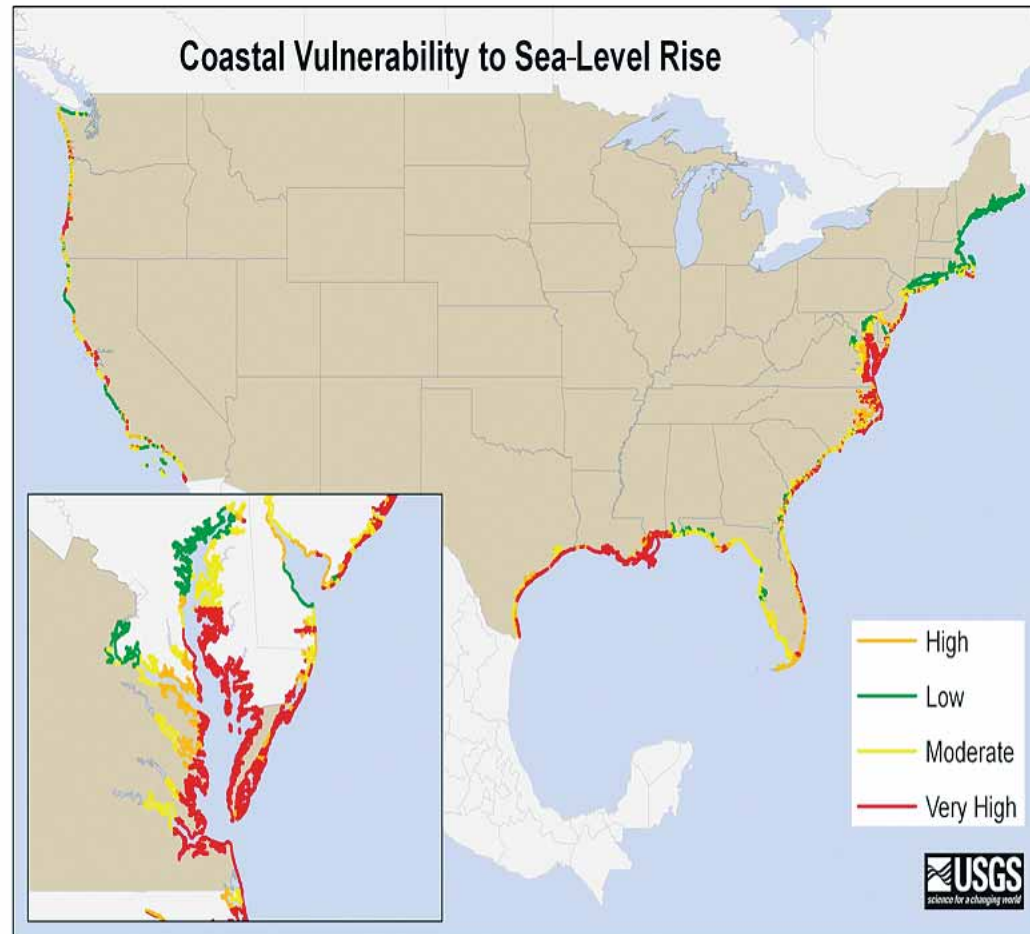 Coastal Vulnerability to Sea-Level Rise
High
Low
Moderate
Very High
USGS
science for a changing world